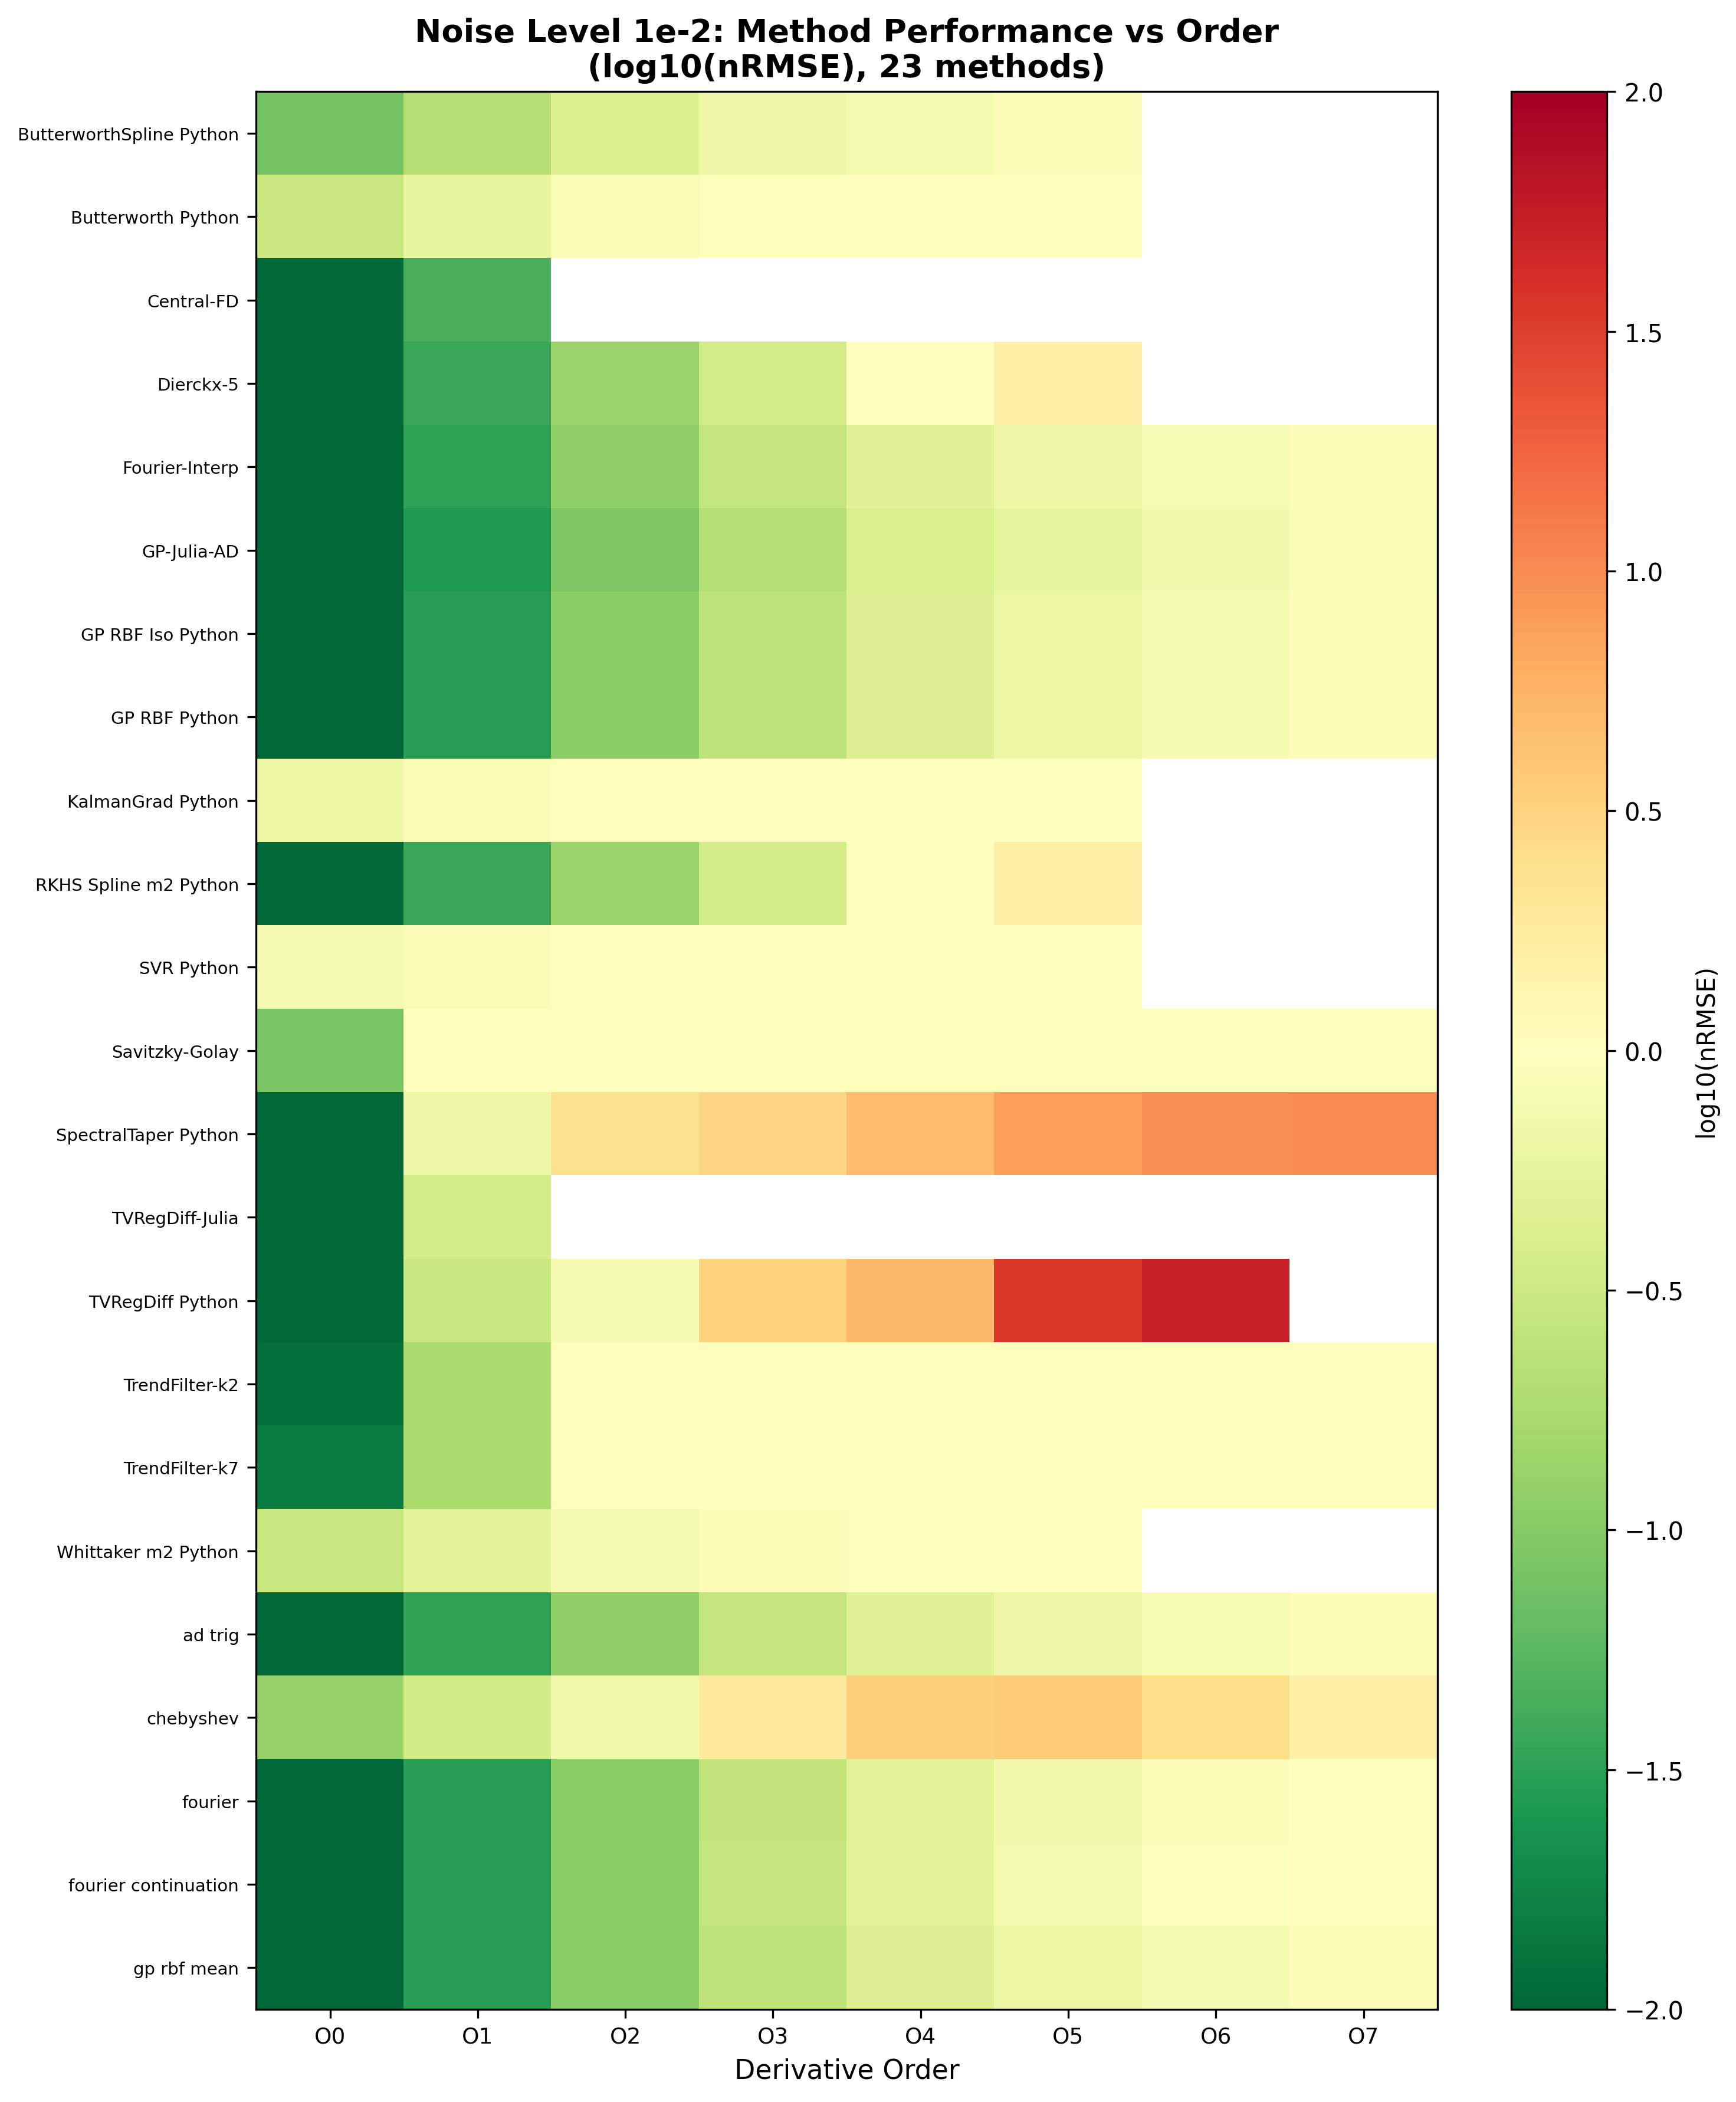 Noise Level 1e-2: Method Performance vs Order
(log10(nRMSE), 23 methods)
ButterworthSpline Python
Butterworth Python
Central-FD
Dierckx-5
Fourier-Interp
GP-Julia-AD
GP RBF Iso Python
GP RBF Python
KalmanGrad Python
RKHS Spline m2 Python
SVR Python
Savitzky-Golay
SpectralTaper Python
TVRegDiff-Julia
TVRegDiff Python
TrendFilter-k2
TrendFilter-k7
Whittaker m2 Python
ad trig
chebyshev
fourier
fourier continuation
gp rbf mean
O0 O1 O2 O3 O4 O5 O6 O7
Derivative Order
2.0
1.5
1.0
0.5
0.0
−0.5
−1.0
−1.5
−2.0
log10(nRMSE)